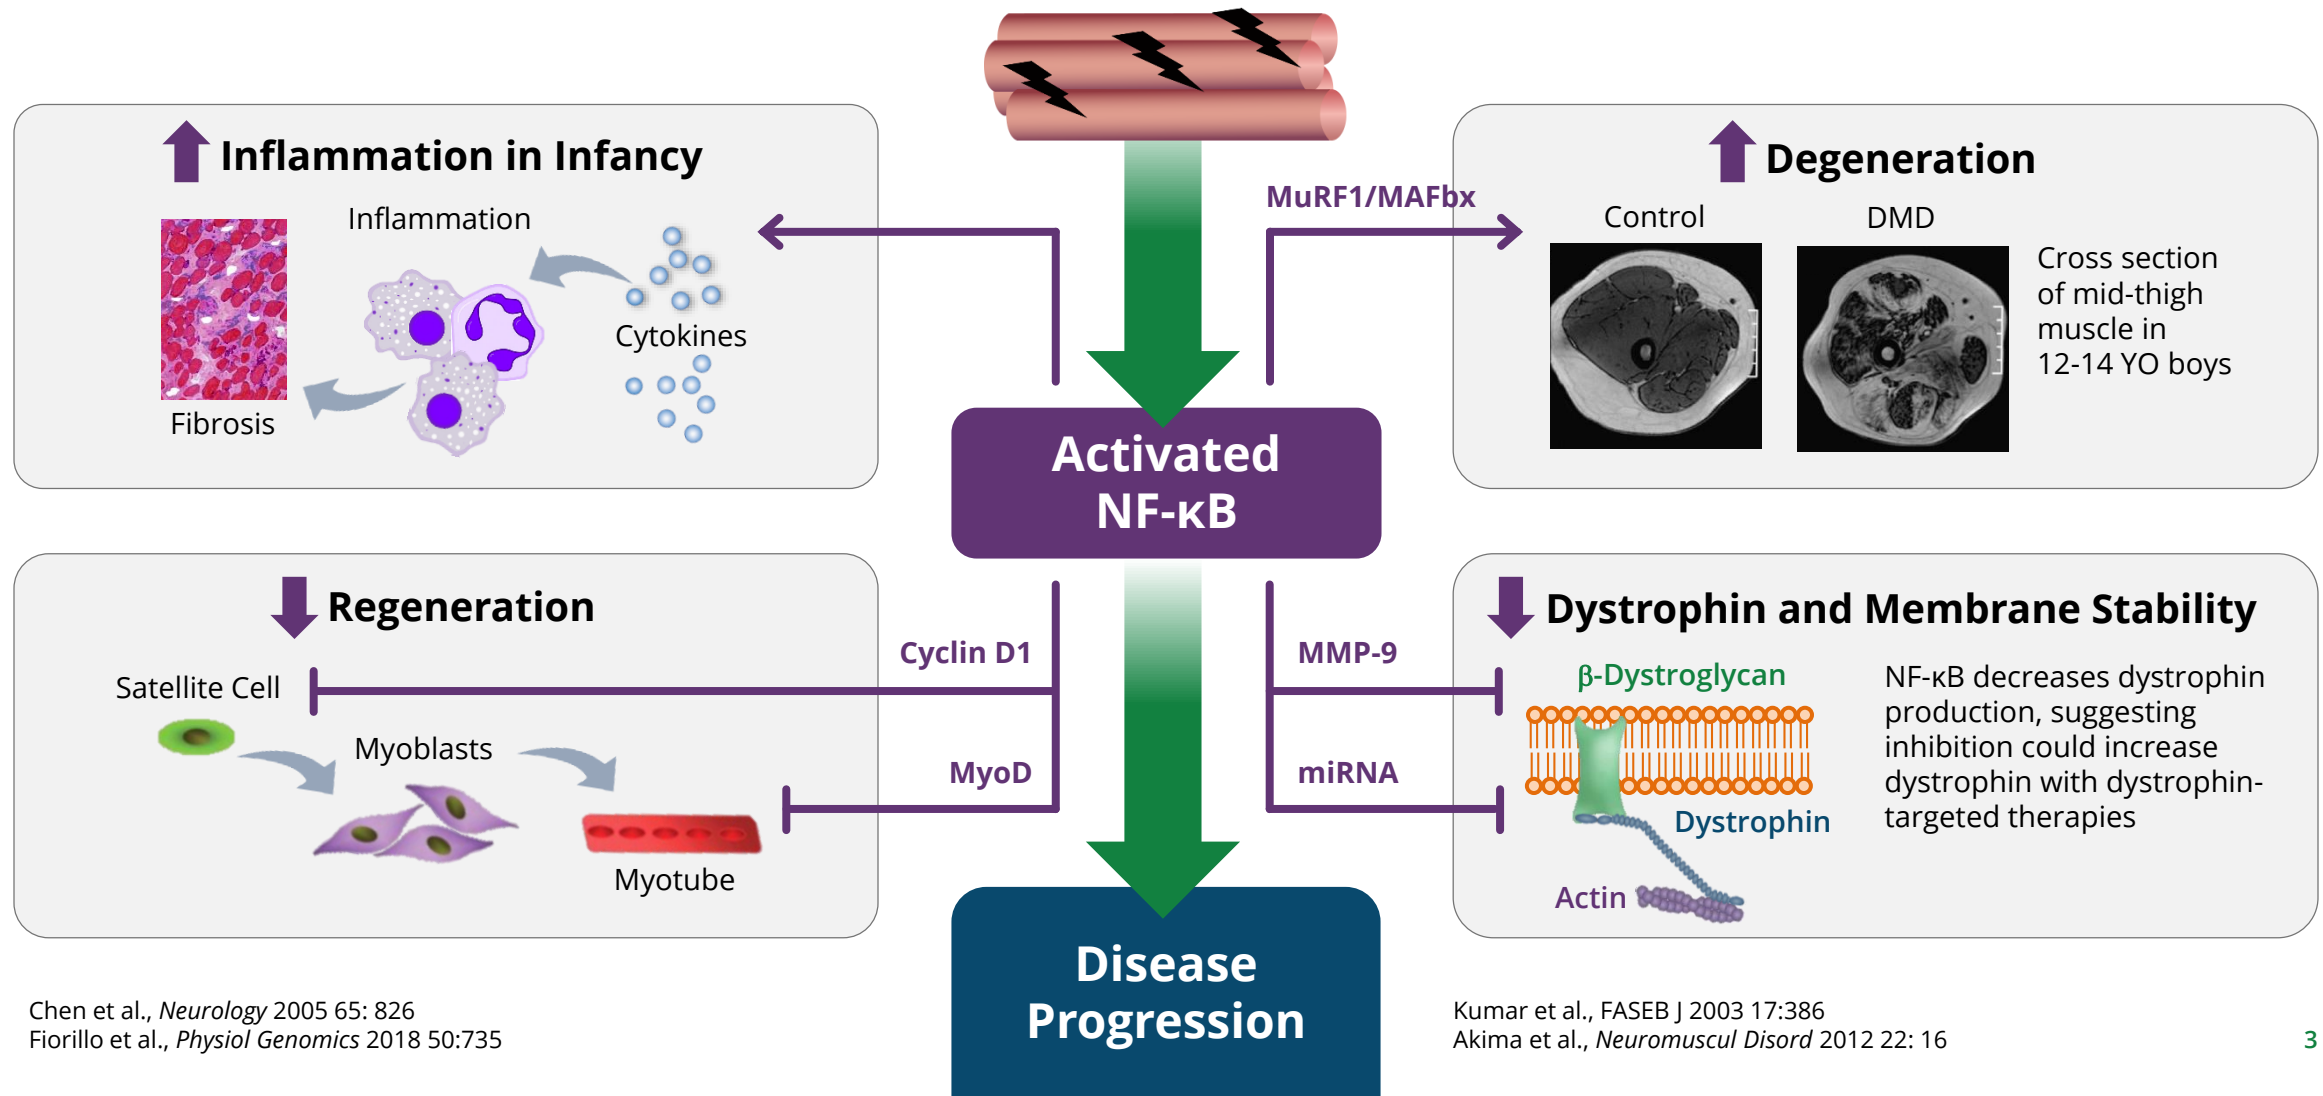 Inflammation in Infancy
Inflammation
Cytokines
Fibrosis
MuRF1/MAFbx
Degeneration
Control
DMD
Cross section
of mid-thigh
muscle in
12-14 YO boys
Activated
NF-κB
Regeneration
Satellite Cell
Myoblasts
Myotube
Cyclin D1
MyoD
MMP-9
miRNA
Dystrophin and Membrane Stability
β-Dystroglycan
Dystrophin
Actin
NF-κB decreases dystrophin
production, suggesting
inhibition could increase
dystrophin with dystrophin-
targeted therapies
Disease
Progression
Chen et al., Neurology 2005 65: 826
Fiorillo et al., Physiol Genomics 2018 50:735
Kumar et al., FASEB J 2003 17:386
Akima et al., Neuromuscul Disord 2012 22: 16
3